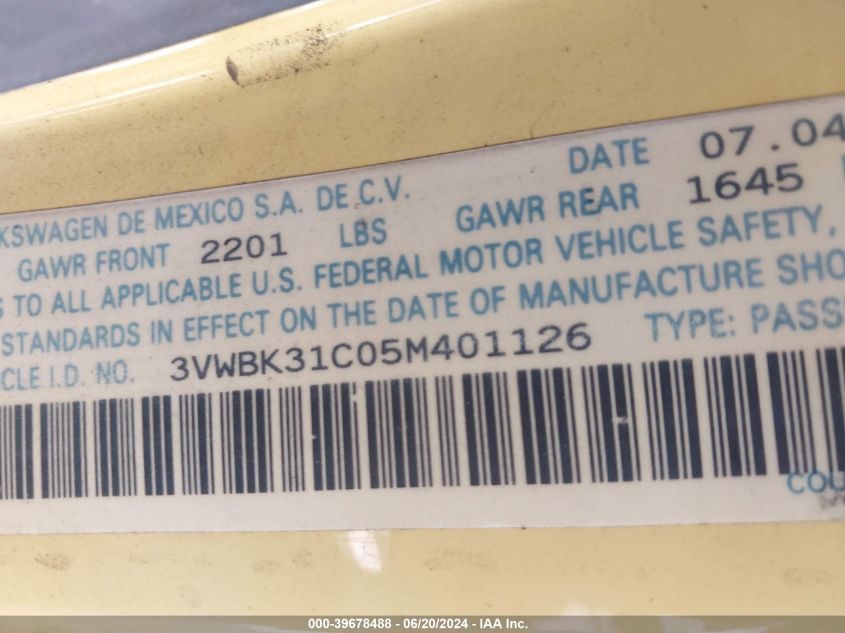 DATE 07.04
KSWAGEN DE MEXICO S.A. DE C.V.
GAWR FRONT 2201 LBS GAWR REAR 1645
S TO ALL APPLICABLE U.S. FEDERAL MOTOR VEHICLE SAFETY,
STANDARDS IN EFFECT ON THE DATE OF MANUFACTURE SHO
CLE I.D. NO. 3VWBK31C05M401126 TYPE: PASS
COU
000-39678488 - 06/20/2024 - IAA Inc.